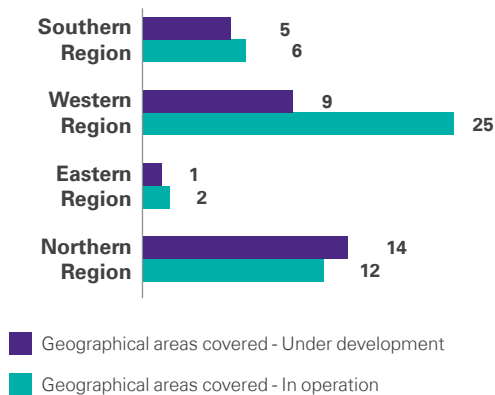 Southern
Region
5
6
Western
Region
9
25
Eastern
Region
1
2
Northern
Region
14
12
Geographical areas covered - Under development
Geographical areas covered - In operation